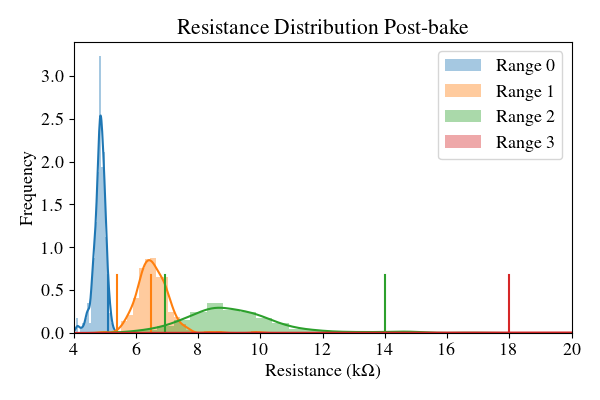 Resistance Distribution Post-bake
Range 0
Range 1
Range 2
Range 3
Frequency
3.0
2.5
2.0
1.5
1.0
0.5
0.0
4 6 8 10 12 14 16 18 20
Resistance (kΩ)